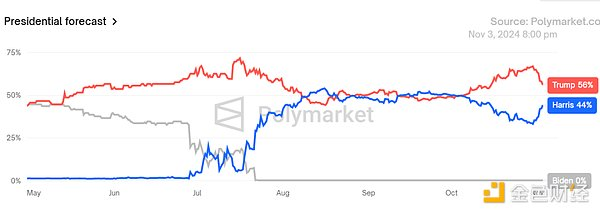 Presidential forecast >
Source: Polymarket.co
Nov 3, 2024 8:00 pm
75%
50%
25%
0%
Trump 56%
Harris 44%
Biden 0%
Polymarket
May Jun Jul Aug Sep Oct
金色财经